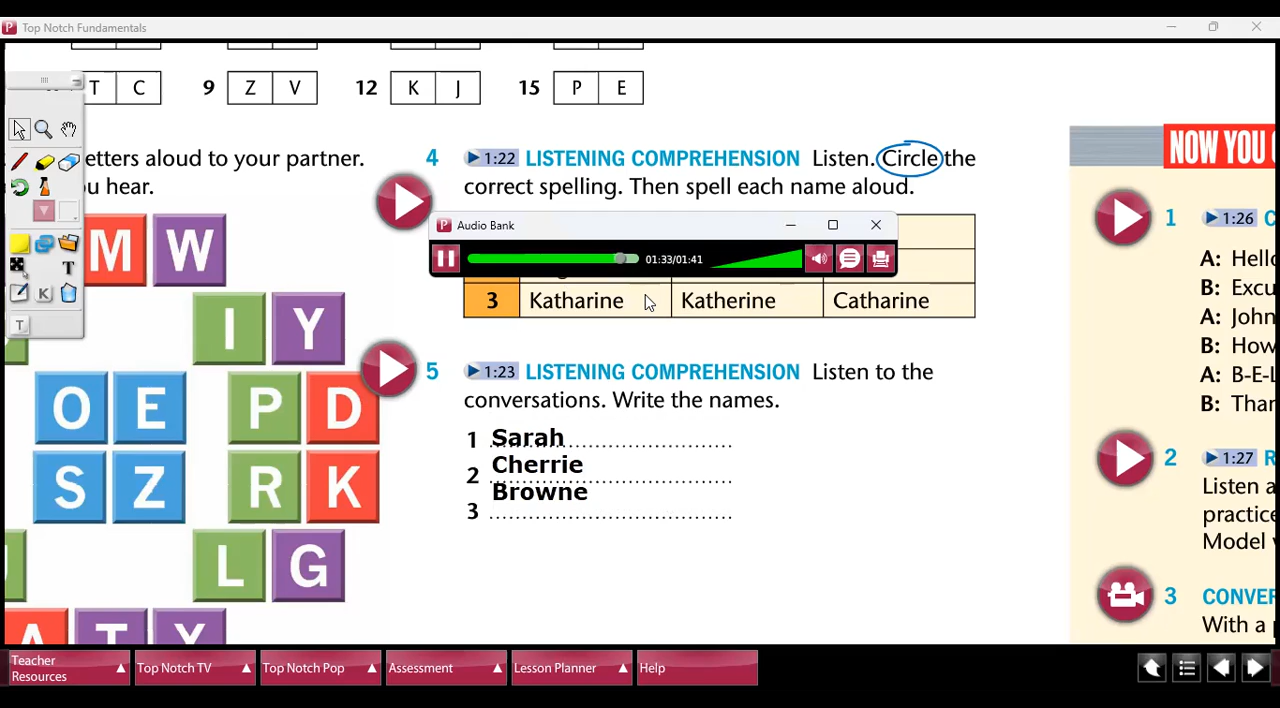 Top Notch Fundamentals
T C 9 Z V 12 K J 15 P E
etters aloud to your partner.
u hear.
M W
I Y
O E P D
S Z R K
L G
A T Y
4 1:22 LISTENING COMPREHENSION Listen. Circle the
correct spelling. Then spell each name aloud.
Audio Bank
01:33/01:41
3 Katharine Katherine Catharine
5 1:23 LISTENING COMPREHENSION Listen to the
conversations. Write the names.
1 Sarah
2 Cherrie
Browne
3
NOW YOU
1 1:26
A: Hello
B: Excu
A: John
B: How
A: B-E-L
B: Than
2 1:27 R
Listen a
practice
Model
3 CONVER
With a
T
K
T
Teacher
Resources
Top Notch TV
Top Notch Pop
Assessment
Lesson Planner
Help